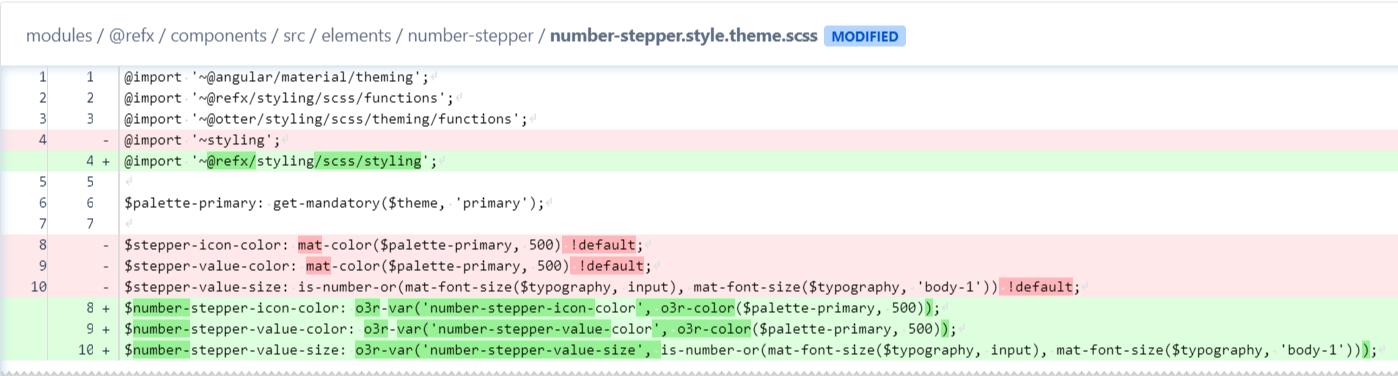 modules / @refx / components / src / elements / number-stepper / number-stepper.style.theme.scss MODIFIED
1 1 @import '~@angular/material/theming';
2 2 @import '~@refx/styling/scss/functions';
3 3 @import '~@otter/styling/scss/theming/functions';
4 - @import '~styling';
4 + @import '~@refx/styling/scss/styling';
5 5
6 6 $palette-primary: get-mandatory($theme, 'primary');
7 7
8 - $stepper-icon-color: mat-color($palette-primary, 500) !default;
9 - $stepper-value-color: mat-color($palette-primary, 500) !default;
10 - $stepper-value-size: is-number-or(mat-font-size($typography, input), mat-font-size($typography, 'body-1')) !default;
8 + $number-stepper-icon-color: o3r-var('number-stepper-icon-color', o3r-color($palette-primary, 500));
9 + $number-stepper-value-color: o3r-var('number-stepper-value-color', o3r-color($palette-primary, 500));
10 + $number-stepper-value-size: o3r-var('number-stepper-value-size', is-number-or(mat-font-size($typography, input), mat-font-size($typography, 'body-1')));